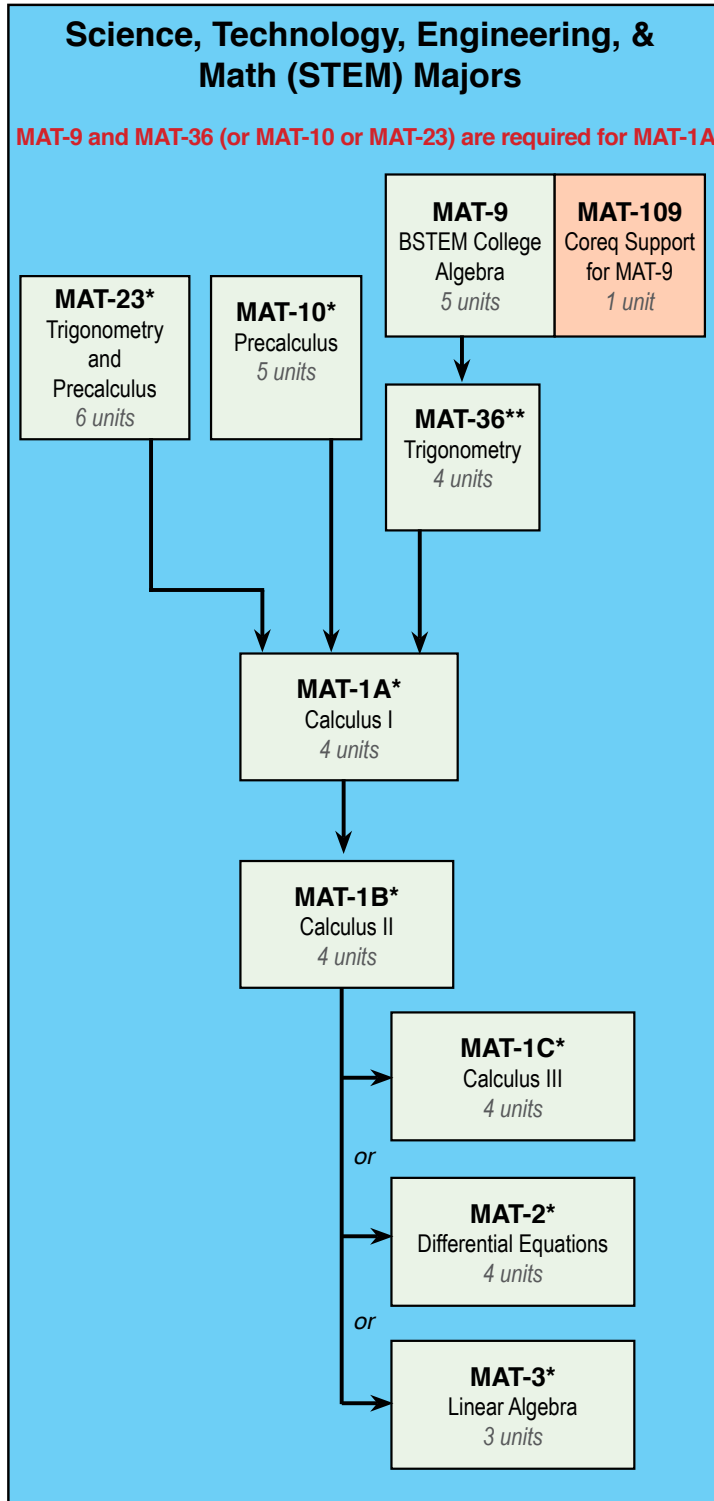 Science, Technology, Engineering, &
Math (STEM) Majors
MAT-9 and MAT-36 (or MAT-10 or MAT-23) are required for MAT-1A
MAT-9
BSTEM College
Algebra
5 units
MAT-109
Coreq Support
for MAT-9
1 unit
MAT-23*
Trigonometry
and
Precalculus
6 units
MAT-10*
Precalculus
5 units
MAT-36**
Trigonometry
4 units
MAT-1A*
Calculus I
4 units
MAT-1B*
Calculus II
4 units
MAT-1C*
Calculus III
4 units
or
MAT-2*
Differential Equations
4 units
or
MAT-3*
Linear Algebra
3 units